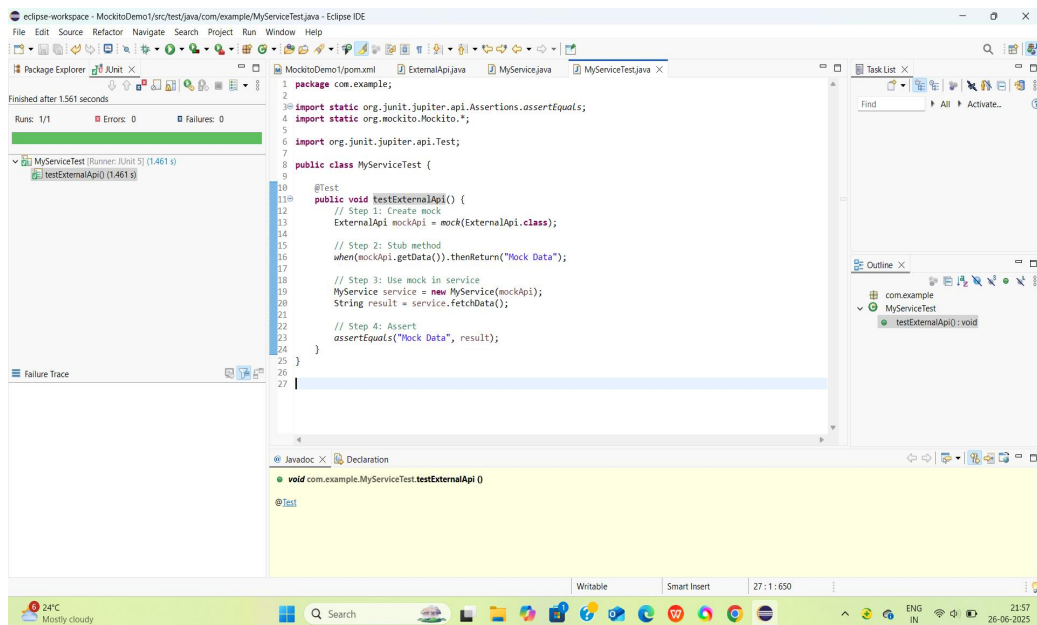 eclipse-workspace - MockitoDemo1/src/test/java/com/example/MyServiceTest.java - Eclipse IDE
File Edit Source Refactor Navigate Search Project Run Window Help
Package Explorer JUnit
Finished after 1.561 seconds
Runs: 1/1 Errors: 0 Failures: 0
MyServiceTest [Runner: JUnit 5] (1.461 s)
testExternalApi() (1.461 s)
Failure Trace
MockitoDemo1/pom.xml ExternalApi.java MyService.java MyServiceTest.java
1 package com.example;
2
3 import static org.junit.jupiter.api.Assertions.assertEquals;
4 import static org.mockito.Mockito.*;
5
6 import org.junit.jupiter.api.Test;
7
8 public class MyServiceTest {
9
10 @Test
11 public void testExternalApi() {
12 // Step 1: Create mock
13 ExternalApi mockApi = mock(ExternalApi.class);
14
15 // Step 2: Stub method
16 when(mockApi.getData()).thenReturn("Mock Data");
17
18 // Step 3: Use mock in service
19 MyService service = new MyService(mockApi);
20 String result = service.fetchData();
21
22 // Step 4: Assert
23 assertEquals("Mock Data", result);
24 }
25 }
26
27
Task List
Find All Activate...
Outline
com.example
MyServiceTest
testExternalApi() : void
Javadoc Declaration
void com.example.MyServiceTest.testExternalApi ()
@Test
Writable Smart Insert 27 : 1 : 650
6
24°C
Mostly cloudy
Search
ENG
IN
21:57
26-06-2025